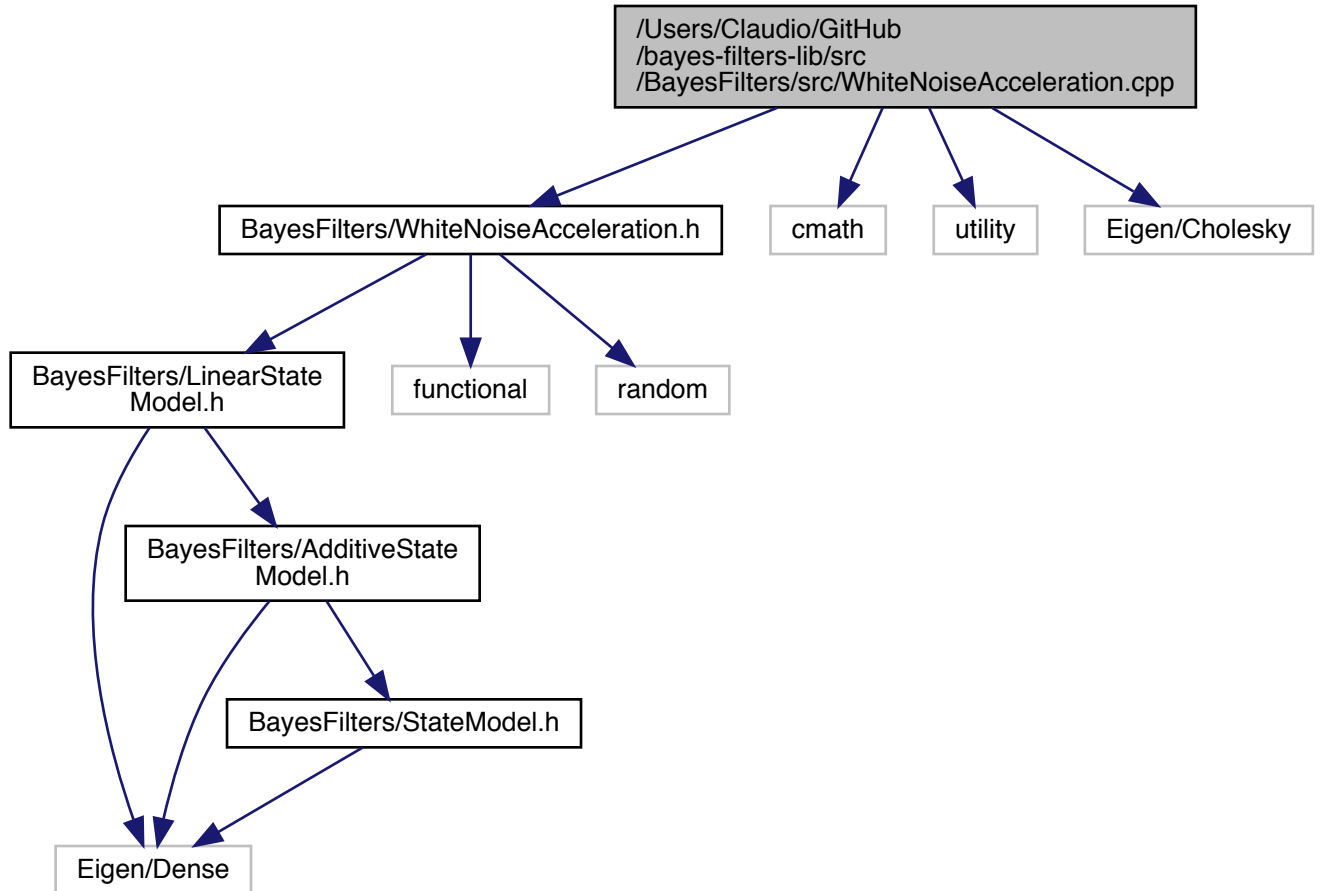 /Users/Claudio/GitHub
/bayes-filters-lib/src
/BayesFilters/src/WhiteNoiseAcceleration.cpp
BayesFilters/WhiteNoiseAcceleration.h
cmath
utility
Eigen/Cholesky
BayesFilters/LinearState
Model.h
functional
random
BayesFilters/AdditiveState
Model.h
BayesFilters/StateModel.h
Eigen/Dense